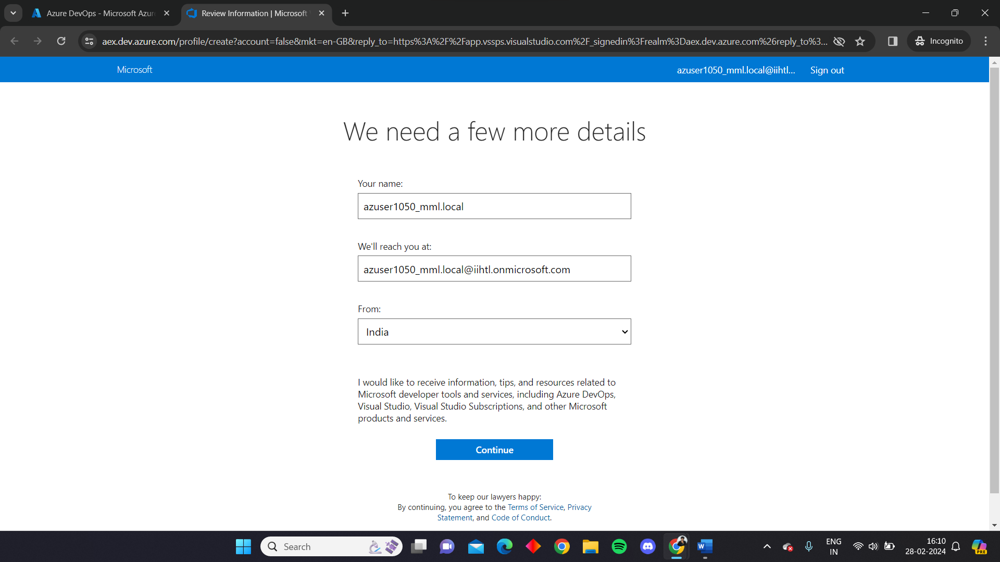 Azure DevOps - Microsoft Azur
Review Information | Microsoft
aex.dev.azure.com/profile/create?account=false&mkt=en-GB&reply_to=https%3A%2F%2Fapp.vssps.visualstudio.com%2F_signedin%3Frealm%3Daex.dev.azure.com%26reply_to%3...
Incognito
Microsoft
azuser1050_mml.local@iihtl...
Sign out
We need a few more details
Your name:
azuser1050_mml.local
We'll reach you at:
azuser1050_mml.local@iihtl.onmicrosoft.com
From:
India
I would like to receive information, tips, and resources related to
Microsoft developer tools and services, including Azure DevOps,
Visual Studio, Visual Studio Subscriptions, and other Microsoft
products and services.
Continue
To keep our lawyers happy:
By continuing, you agree to the Terms of Service, Privacy
Statement, and Code of Conduct.
Search
ENG
IN
16:10
28-02-2024
PRE